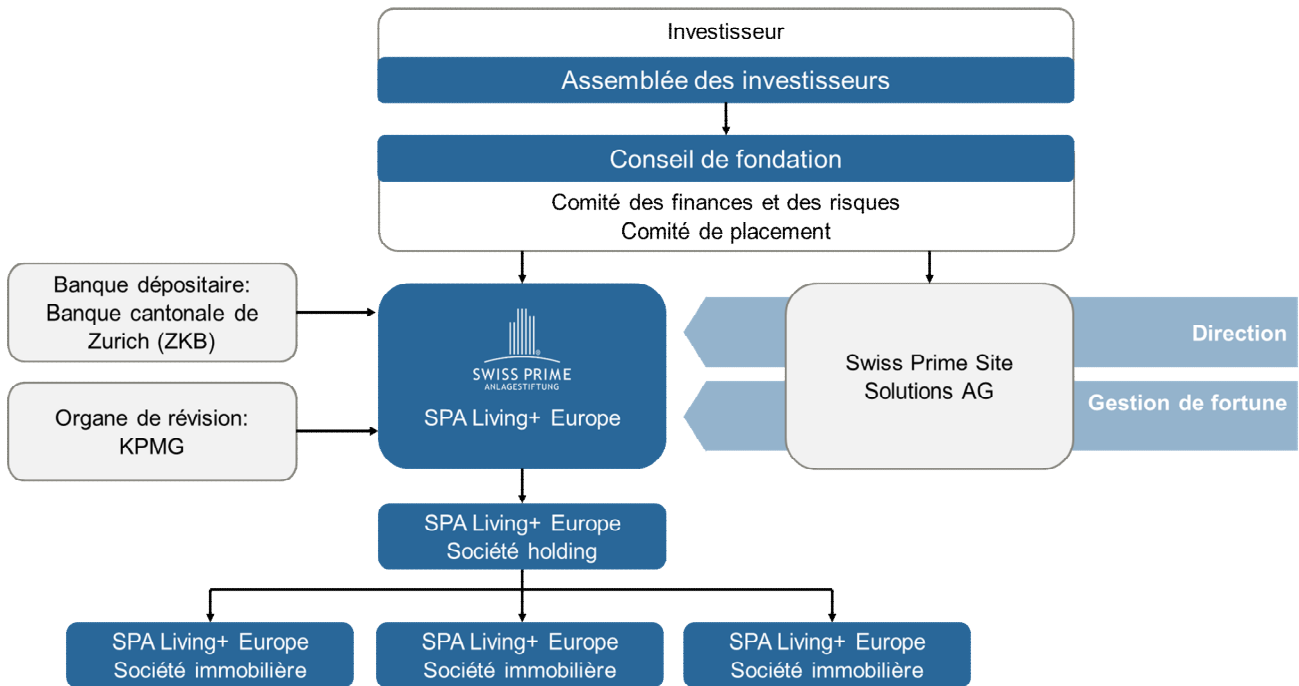 Investisseur
Assemblée des investisseurs
Conseil de fondation
Comité des finances et des risques
Comité de placement
Banque dépositaire:
Banque cantonale de
Zurich (ZKB)
Organe de révision:
KPMG
SWISS PRIME
ANLAGESTIFTUNG
SPA Living+ Europe
Swiss Prime Site
Solutions AG
Direction
Gestion de fortune
SPA Living+ Europe
Société holding
SPA Living+ Europe
Société immobilière
SPA Living+ Europe
Société immobilière
SPA Living+ Europe
Société immobilière